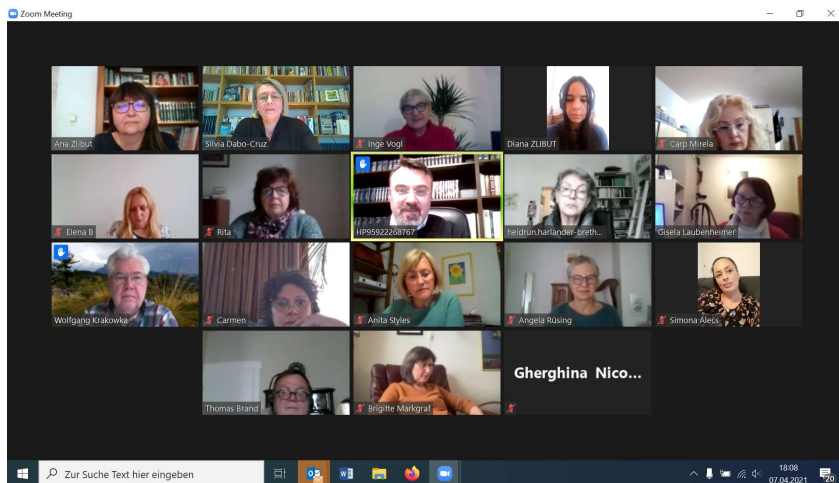 Zoom Meeting
Ana Zlibut
Silvia Dabo-Cruz
Inge Vogl
Diana ZLIBUT
Carp Mirela
Elena B
Rita
HP95922268767
heidrun.harlander-breth...
Gisela Laubenheimer
Wolfgang Krakowka
Carmen
Anita Styles
Angela Rüsing
Simona Alecs
Thomas Brand
Brigitte Markgraf
Gherghina Nico...
Zur Suche Text hier eingeben
18:08
07.04.2021
20